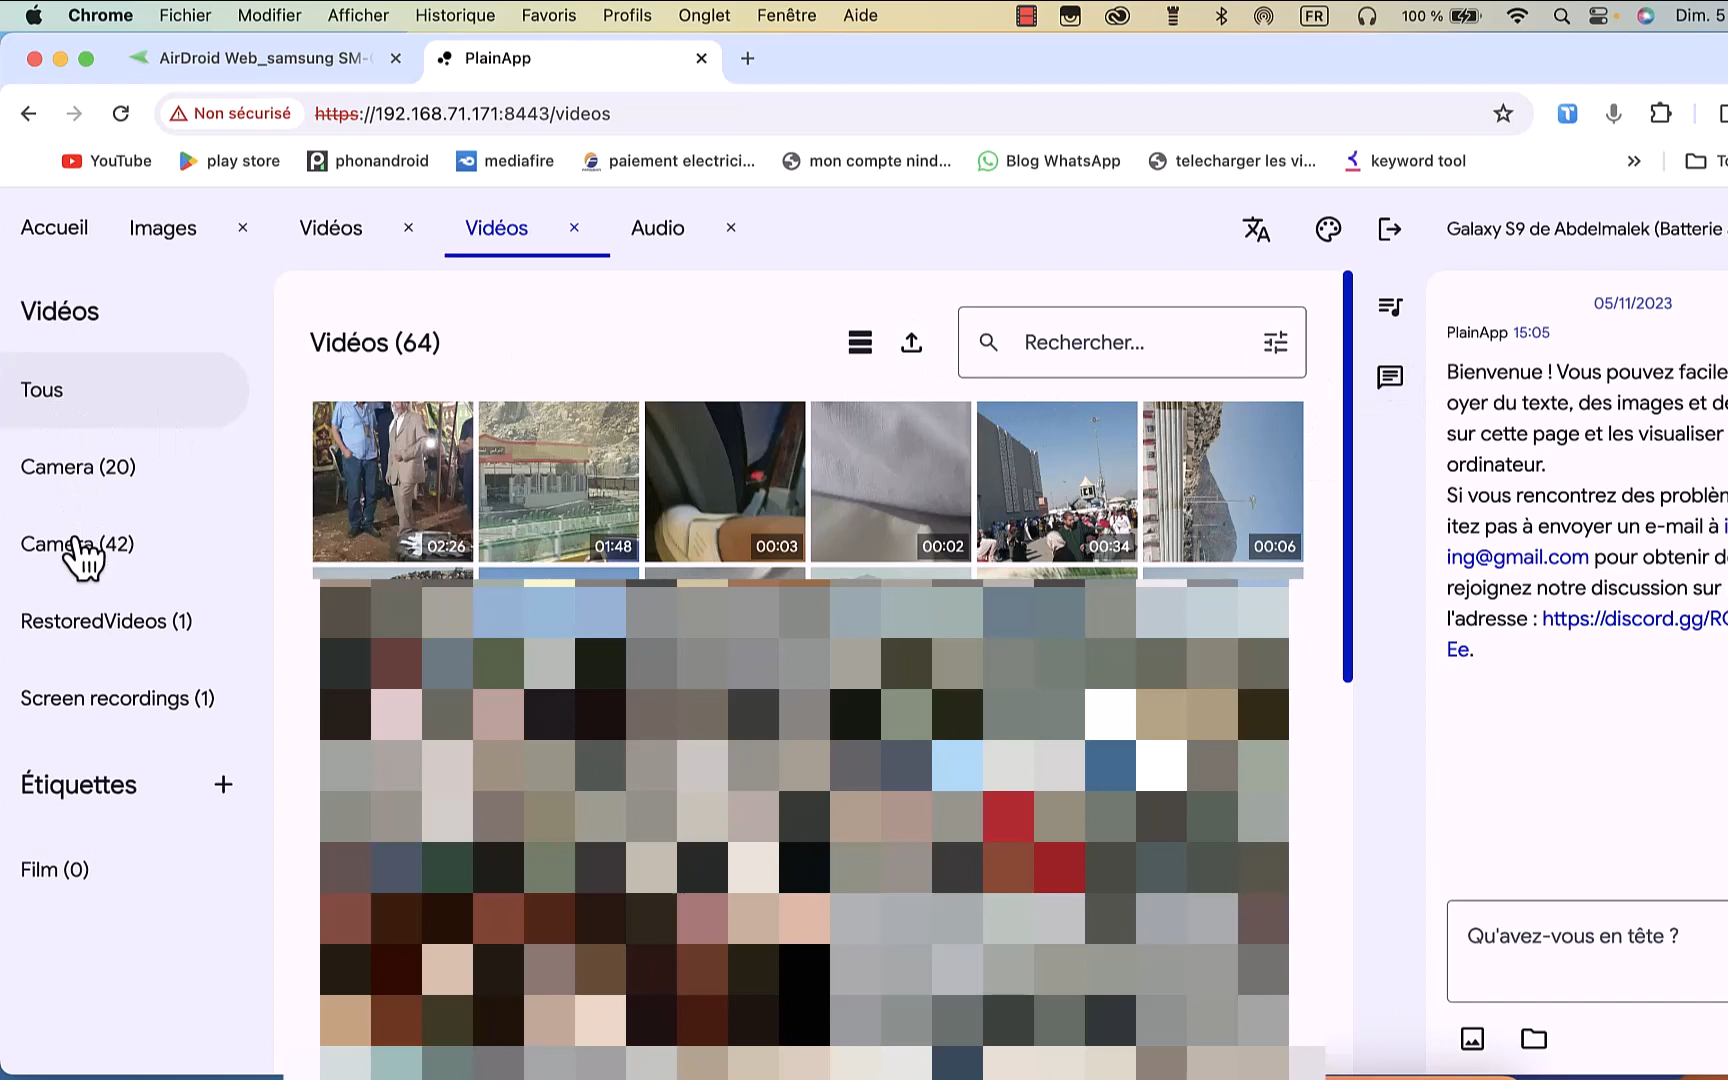 Chrome Fichier Modifier Afficher Historique Favoris Profils Onglet Fenêtre Aide FR 100 % Dim. 5
AirDroid Web_samsung SM- PlainApp
Non sécurisé https://192.168.71.171:8443/videos
YouTube play store phonandroid mediafire paiement electrici... mon compte nind... Blog WhatsApp telecharger les vi... keyword tool
Accueil Images Vidéos Vidéos Audio
Galaxy S9 de Abdelmalek (Batterie
Vidéos
Tous
Camera (20)
Camera (42)
RestoredVideos (1)
Screen recordings (1)
Étiquettes
Film (0)
Vidéos (64)
Rechercher...
02:26 01:48 00:03 00:02 00:34 00:06
05/11/2023
PlainApp 15:05
Bienvenue ! Vous pouvez facile
oyer du texte, des images et de
sur cette page et les visualiser
ordinateur.
Si vous rencontrez des problèm
itez pas à envoyer un e-mail à i
ing@gmail.com pour obtenir de
rejoignez notre discussion sur
l'adresse : https://discord.gg/RQ
Ee.
Qu'avez-vous en tête ?